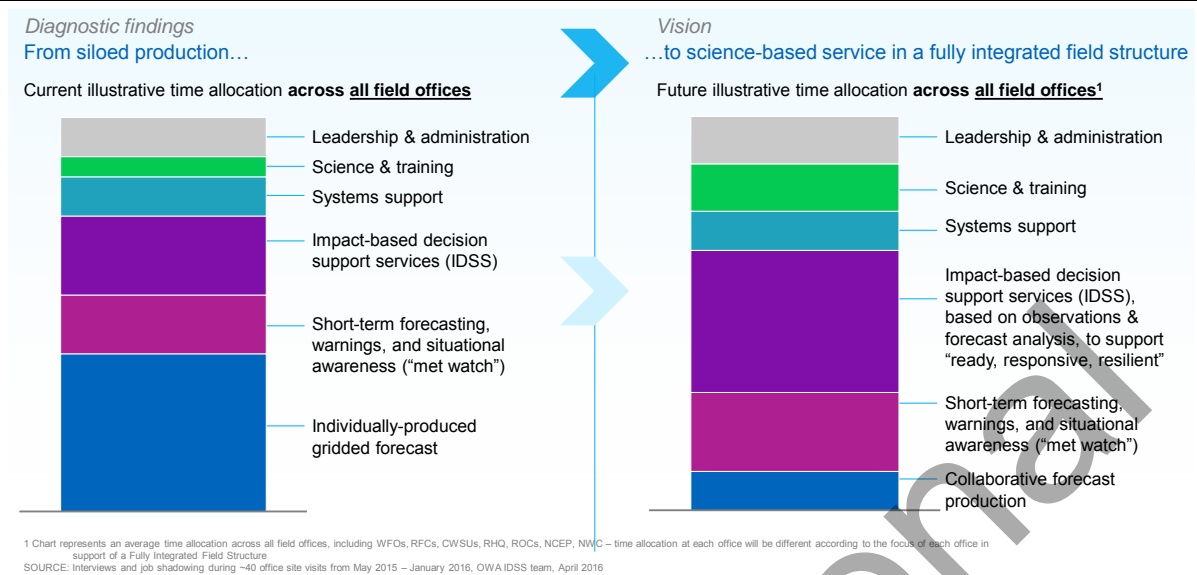 Diagnostic findings
From siloed production…
Current illustrative time allocation across all field offices
Leadership & administration
Science & training
Systems support
Impact-based decision
support services (IDSS)
Short-term forecasting,
warnings, and situational
awareness (“met watch”)
Individually-produced
gridded forecast
Vision
…to science-based service in a fully integrated field structure
Future illustrative time allocation across all field offices¹
Leadership & administration
Science & training
Systems support
Impact-based decision
support services (IDSS),
based on observations &
forecast analysis, to support
“ready, responsive, resilient”
Short-term forecasting,
warnings, and situational
awareness (“met watch”)
Collaborative forecast
production
1 Chart represents an average time allocation across all field offices, including WFOs, RFCs, CWSUs, RHQ, ROCs, NCEP, NWC – time allocation at each office will be different according to the focus of each office in
support of a Fully Integrated Field Structure
SOURCE: Interviews and job shadowing during ~40 office site visits from May 2015 – January 2016, OWA IDSS team, April 2016